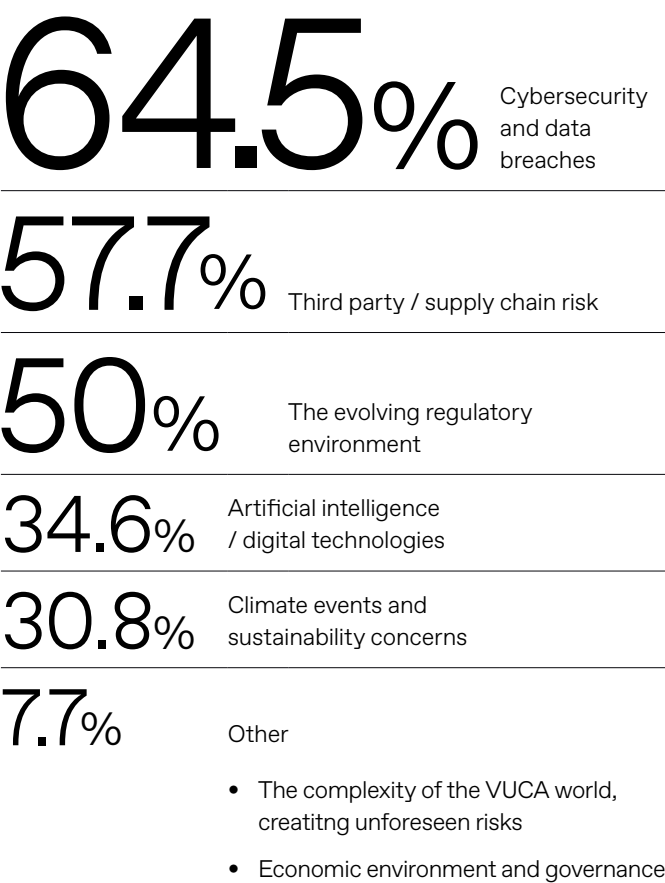 64.5% Cybersecurity
and data
breaches
57.7% Third party / supply chain risk
50% The evolving regulatory
environment
34.6% Artificial intelligence
/ digital technologies
30.8% Climate events and
sustainability concerns
7.7% Other
• The complexity of the VUCA world,
creatitng unforeseen risks
• Economic environment and governance